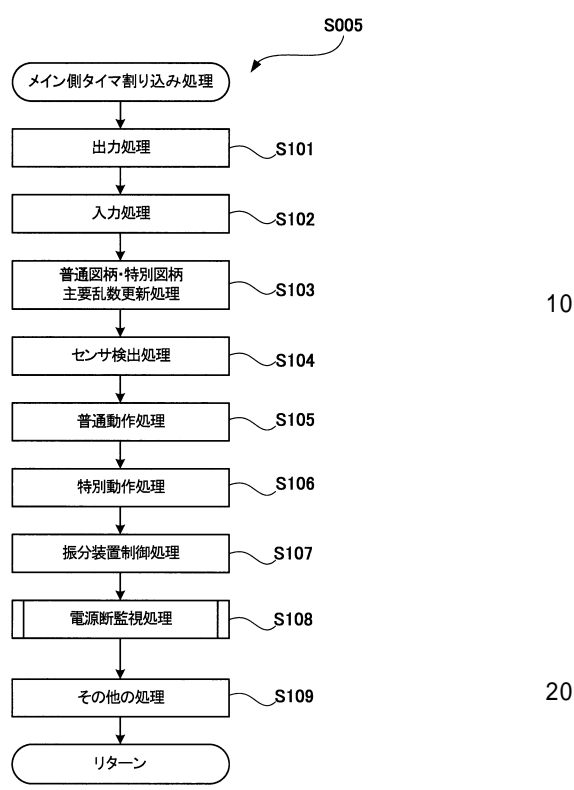 S005
メイン側タイマ割り込み処理
出力処理
S101
入力処理
S102
普通図柄・特別図柄
主要乱数更新処理
S103
10
センサ検出処理
S104
普通動作処理
S105
特別動作処理
S106
振分装置制御処理
S107
電源断監視処理
S108
その他の処理
S109
20
リターン